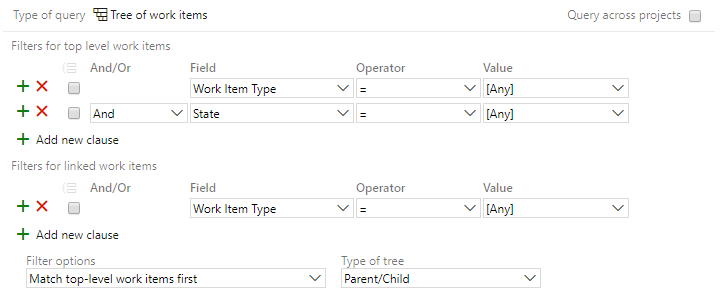 Type of query Tree of work items Query across projects
Filters for top level work items
And/Or Field Operator Value
Work Item Type = [Any]
And State = [Any]
+ Add new clause
Filters for linked work items
And/Or Field Operator Value
Work Item Type = [Any]
+ Add new clause
Filter options Type of tree
Match top-level work items first Parent/Child